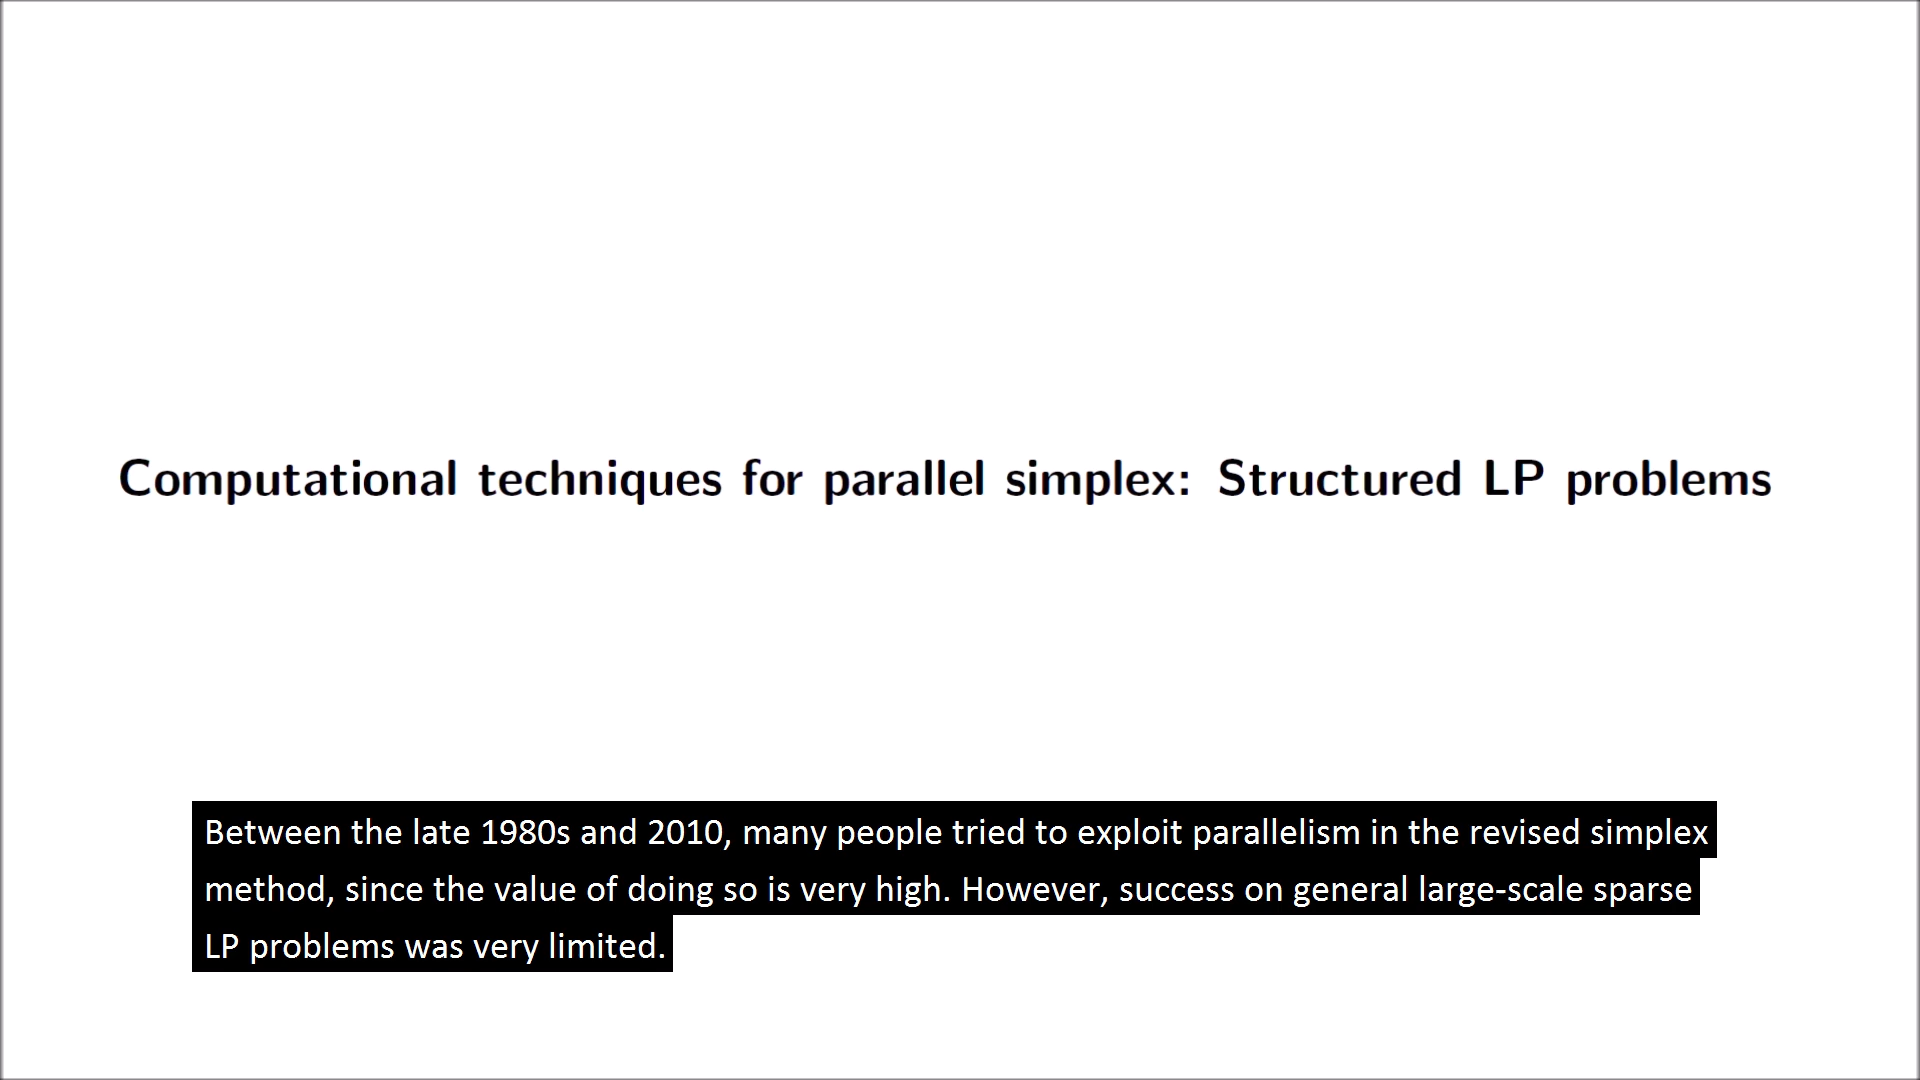 Computational techniques for parallel simplex: Structured LP problems
Between the late 1980s and 2010, many people tried to exploit parallelism in the revised simplex
method, since the value of doing so is very high. However, success on general large-scale sparse
LP problems was very limited.